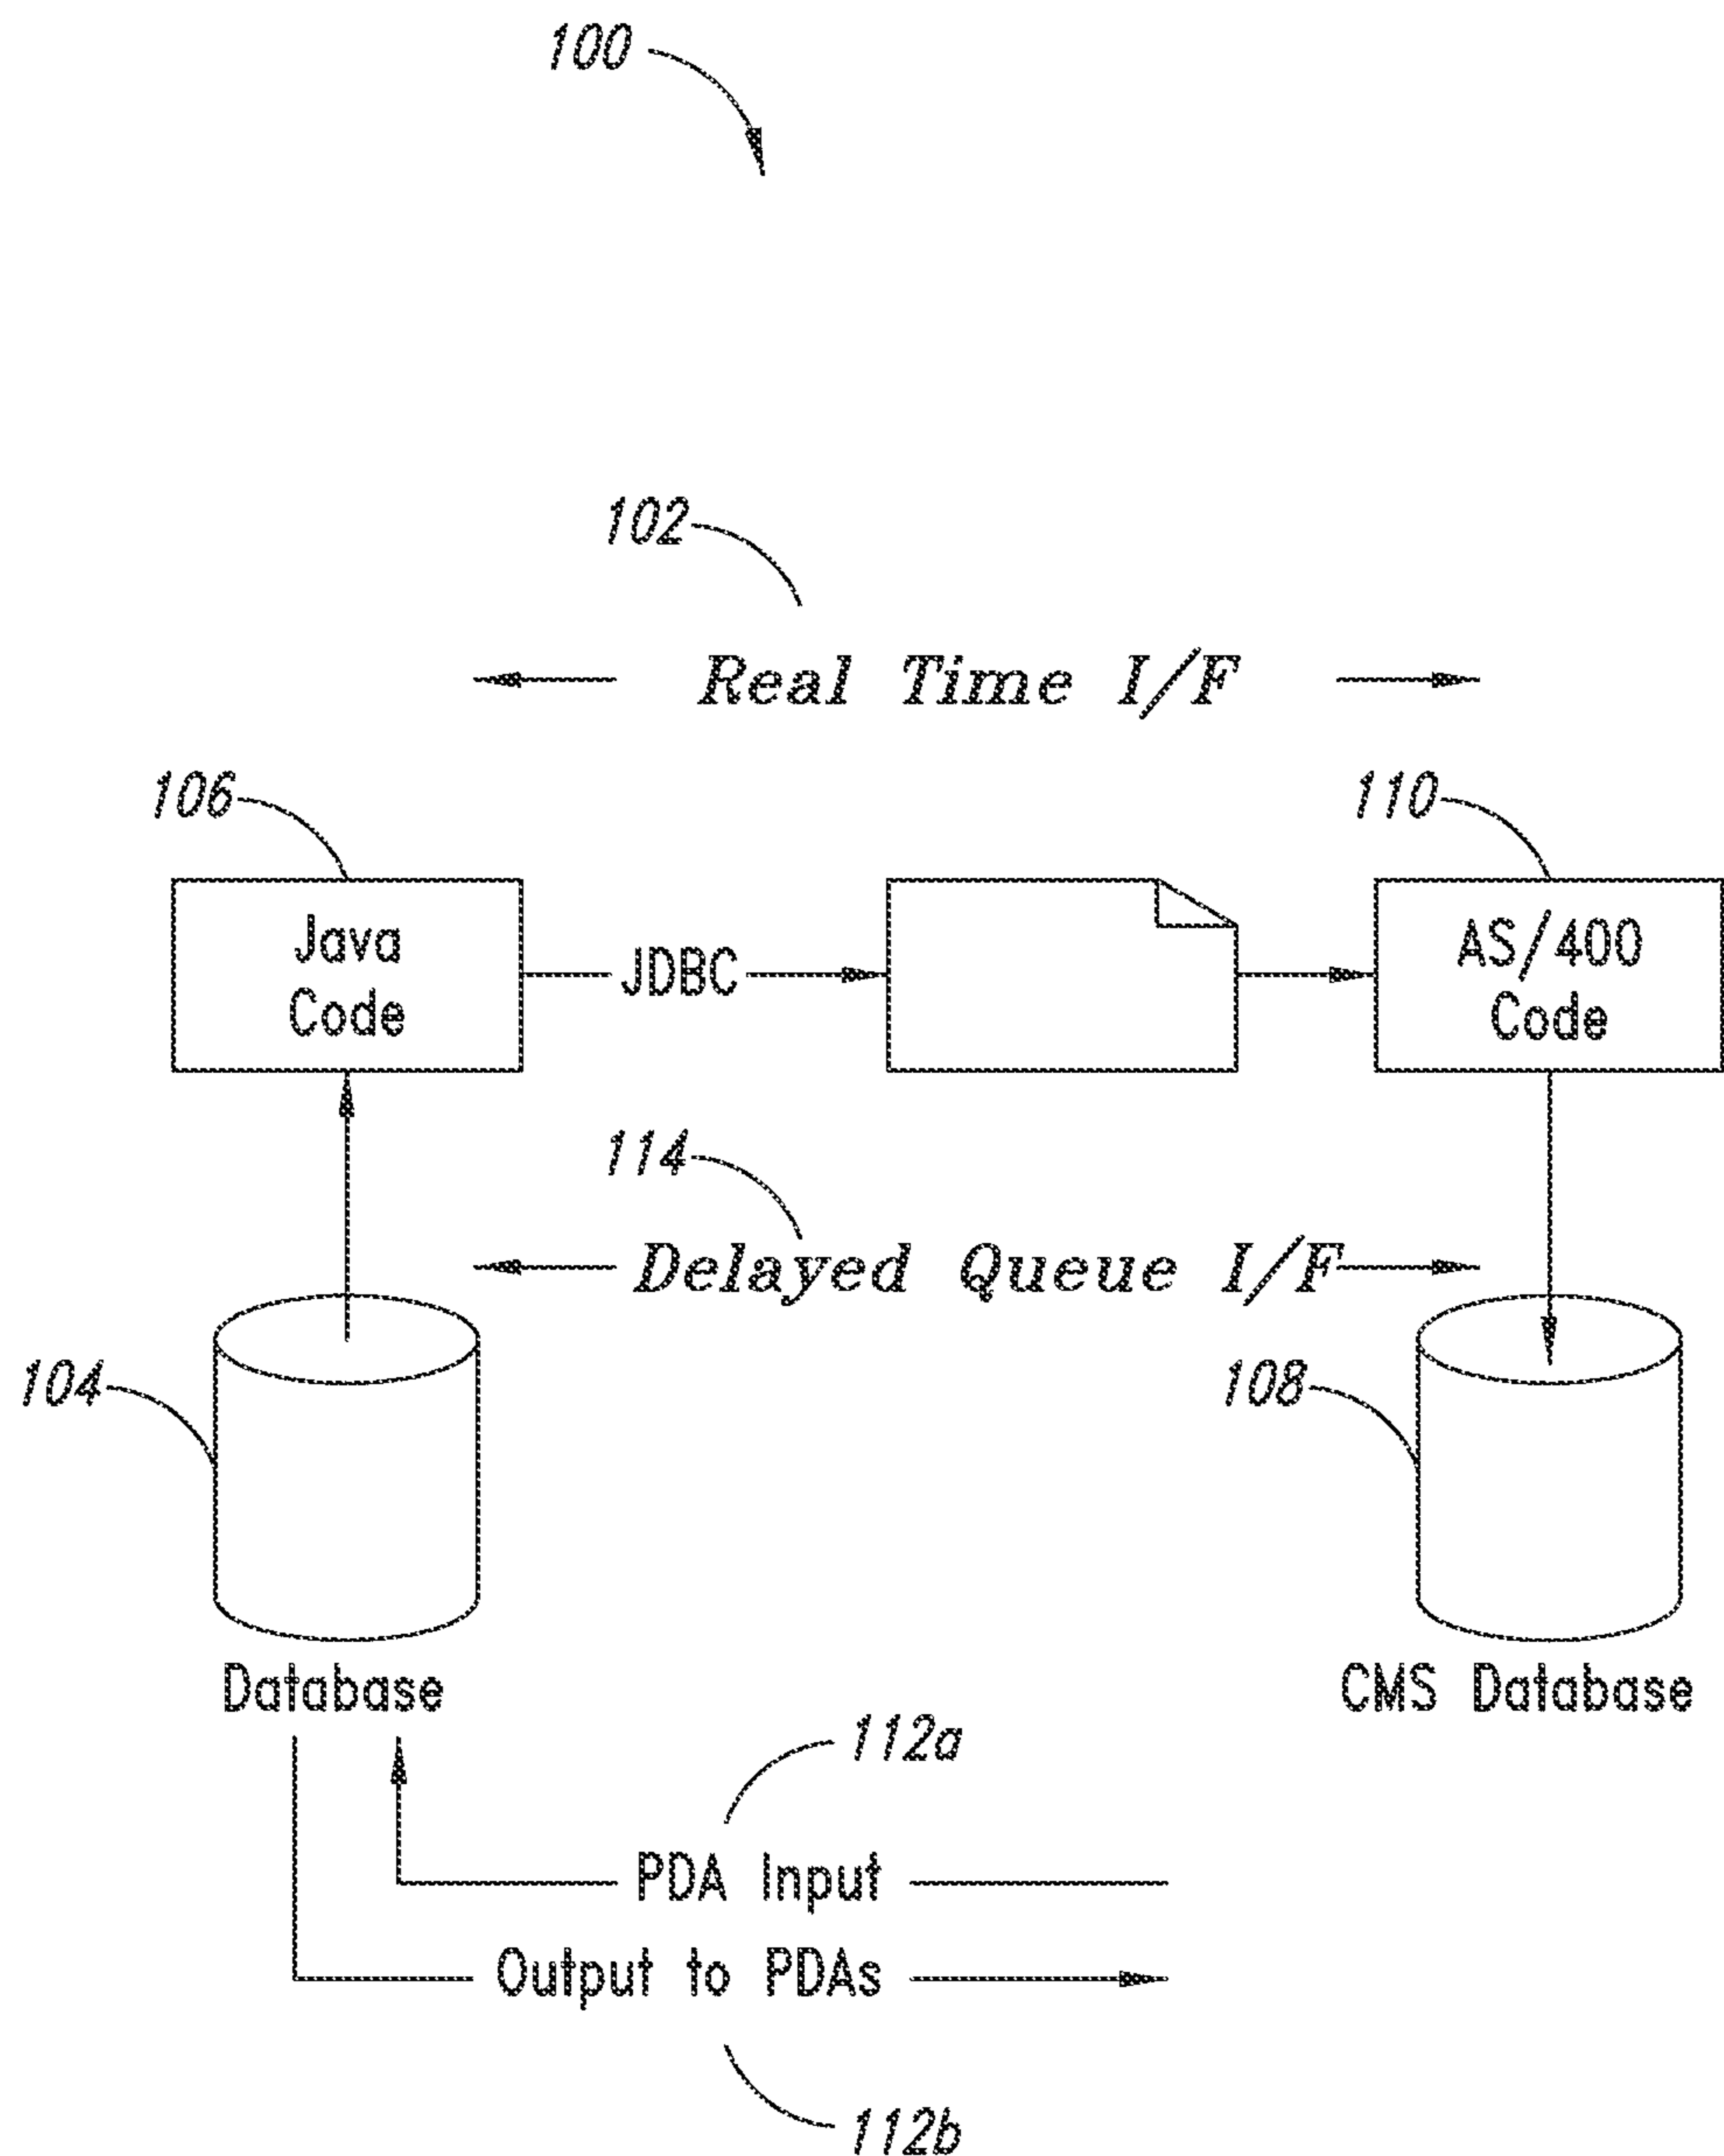 100
102
Real Time I/F
106
110
Java
Code
JDBC
AS/400
Code
114
Delayed Queue I/F
104
108
Database
CMS Database
112a
PDA Input
Output to PDAs
112b